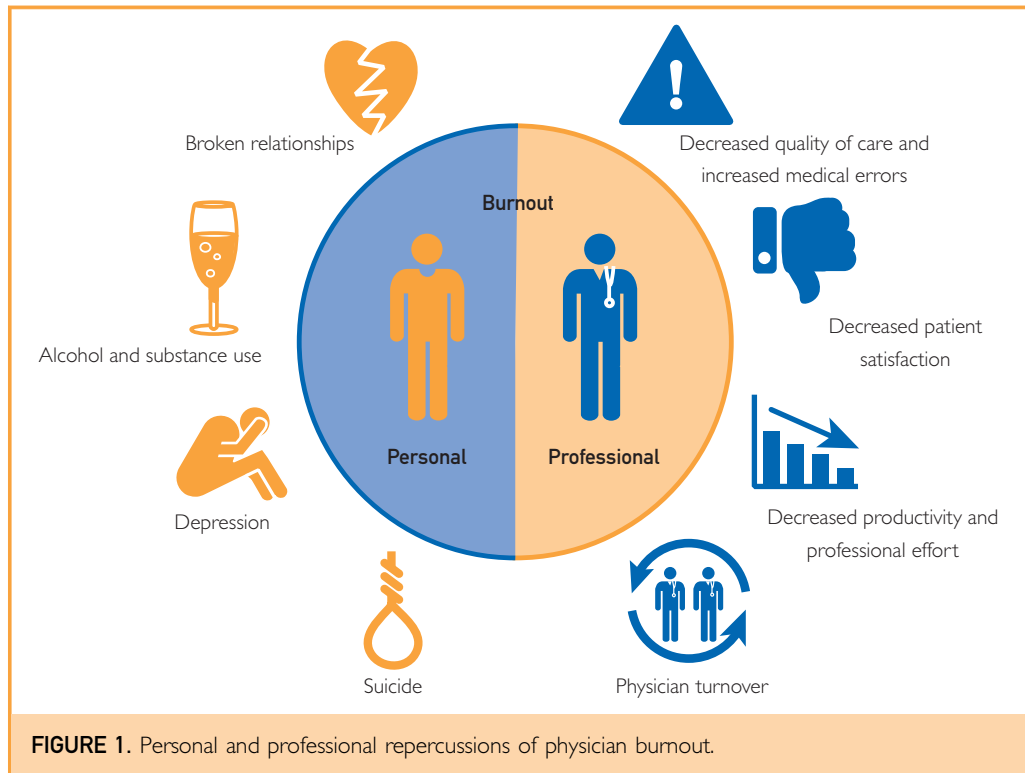 Broken relationships
Decreased quality of care and
increased medical errors
Burnout
Alcohol and substance use
Decreased patient
satisfaction
Personal
Professional
Depression
Decreased productivity and
professional effort
Suicide
Physician turnover
FIGURE 1. Personal and professional repercussions of physician burnout.